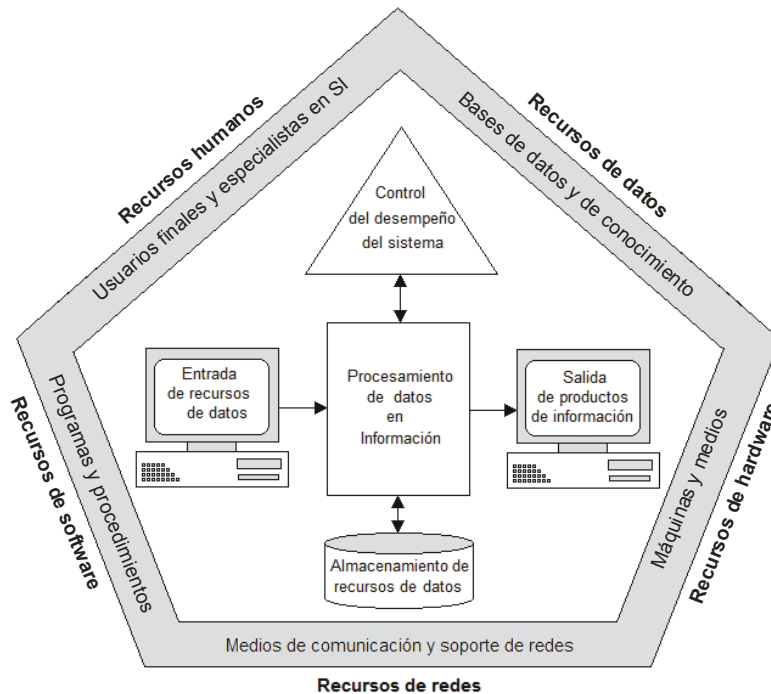 Recursos humanos
Usuarios finales y especialistas en SI
Recursos de datos
Bases de datos y de conocimiento
Control
del desempeño
del sistema
Entrada
de recursos
de datos
Procesamiento
de datos
en
Información
Salida
de productos
de información
Almacenamiento de
recursos de datos
Programas y procedimientos
Recursos de software
Máquinas y medios
Recursos de hardware
Medios de comunicación y soporte de redes
Recursos de redes